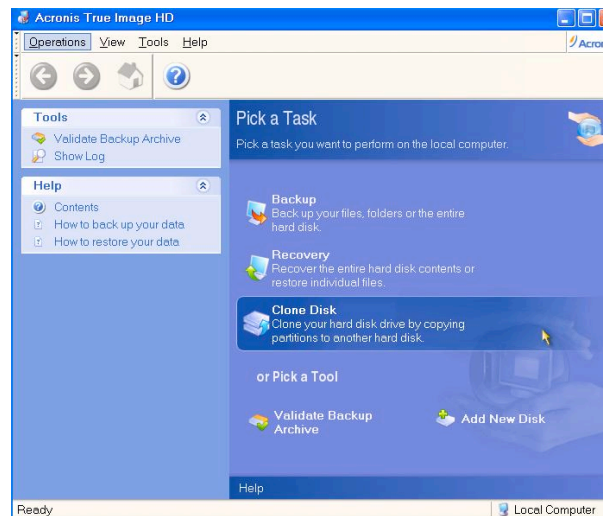 Acronis True Image HD
Operations View Tools Help
Tools
Validate Backup Archive
Show Log
Help
Contents
How to back up your data
How to restore your data
Pick a Task
Pick a task you want to perform on the local computer.
Backup
Back up your files, folders or the entire
hard disk.
Recovery
Recover the entire hard disk contents or
restore individual files.
Clone Disk
Clone your hard disk drive by copying
partitions to another hard disk.
or Pick a Tool
Validate Backup
Archive
Add New Disk
Help
Ready
Local Computer